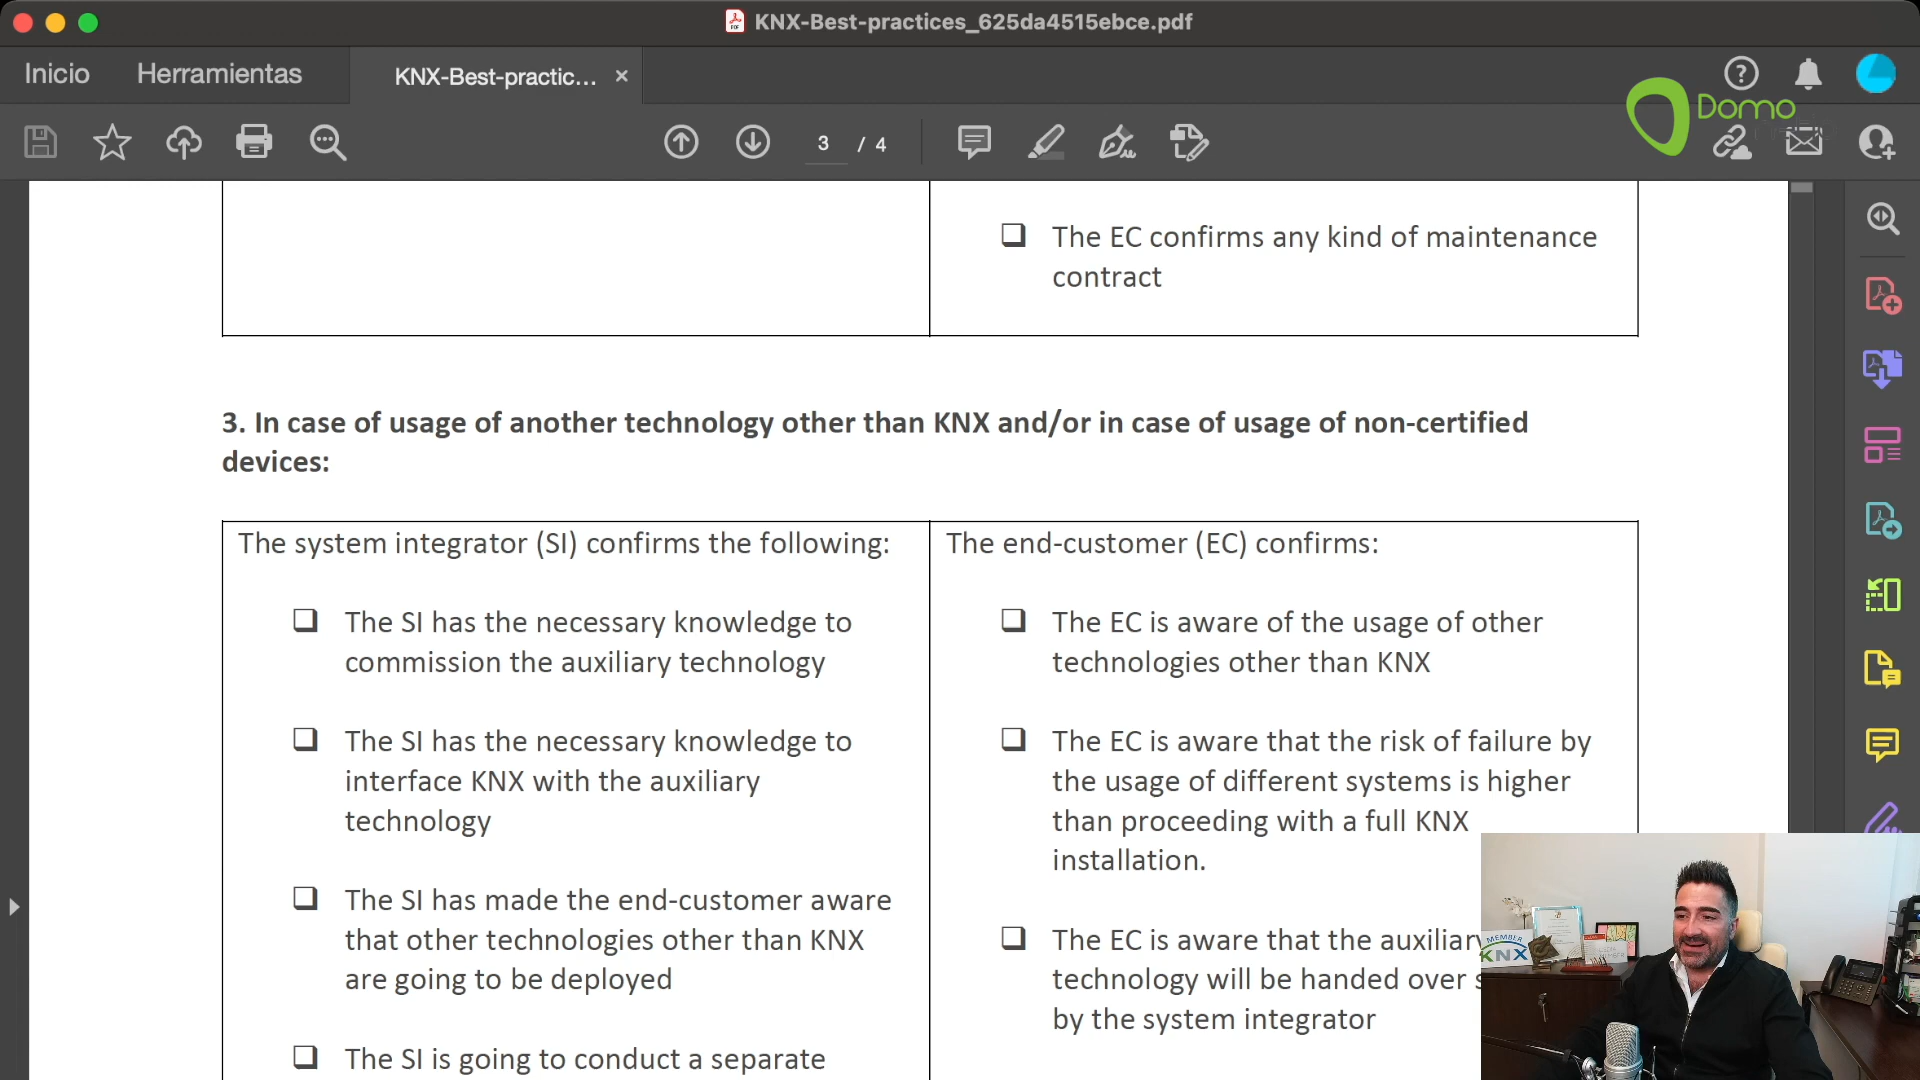 KNX-Best-practices_625da4515ebce.pdf
Inicio
Herramientas
KNX-Best-practic...
Domo
3 / 4
❑ The EC confirms any kind of maintenance
contract
3. In case of usage of another technology other than KNX and/or in case of usage of non-certified
devices:
The system integrator (SI) confirms the following:
❑ The SI has the necessary knowledge to
commission the auxiliary technology
❑ The SI has the necessary knowledge to
interface KNX with the auxiliary
technology
❑ The SI has made the end-customer aware
that other technologies other than KNX
are going to be deployed
❑ The SI is going to conduct a separate
The end-customer (EC) confirms:
❑ The EC is aware of the usage of other
technologies other than KNX
❑ The EC is aware that the risk of failure by
the usage of different systems is higher
than proceeding with a full KNX
installation.
❑ The EC is aware that the auxiliary
technology will be handed over
by the system integrator
MEMBER
KNX